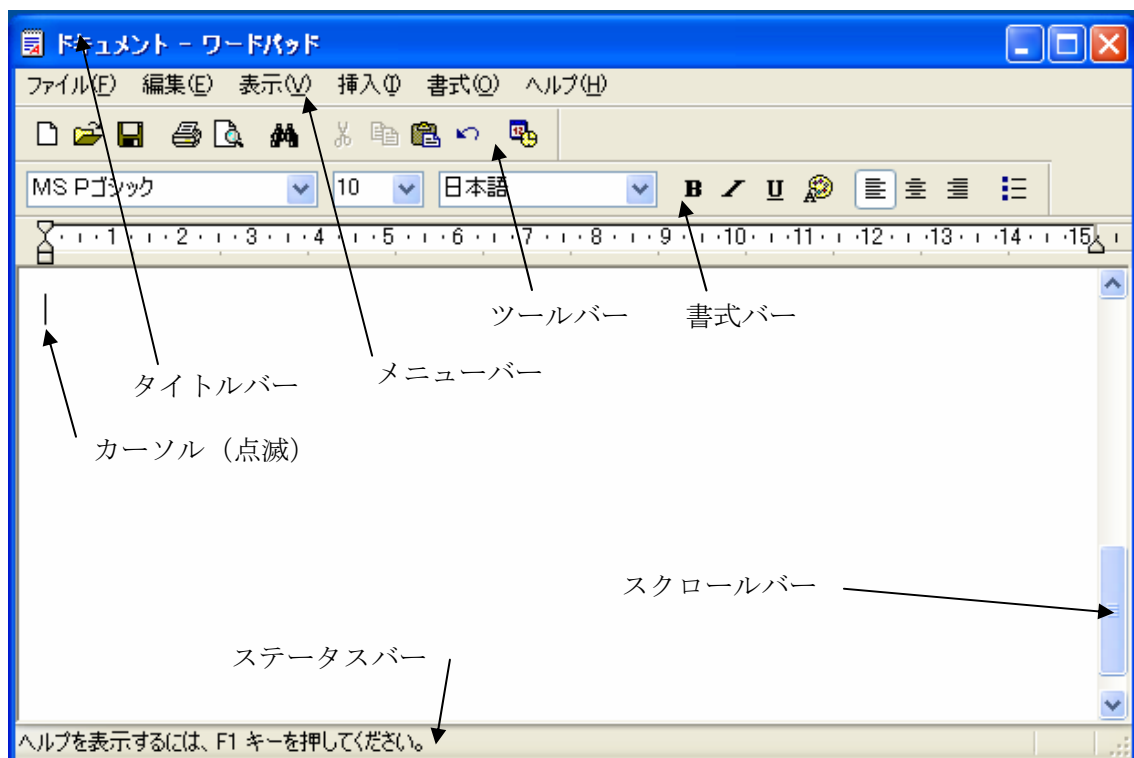 ドキュメント - ワードパッド
ファイル(F) 編集(E) 表示(V) 挿入(I) 書式(O) ヘルプ(H)
MS Pゴシック 10 日本語 B U
1 2 3 4 5 6 7 8 9 10 11 12 13 14 15
ツールバー 書式バー
タイトルバー メニューバー
カーソル（点滅）
スクロールバー
ステータスバー
ヘルプを表示するには、F1 キーを押してください。